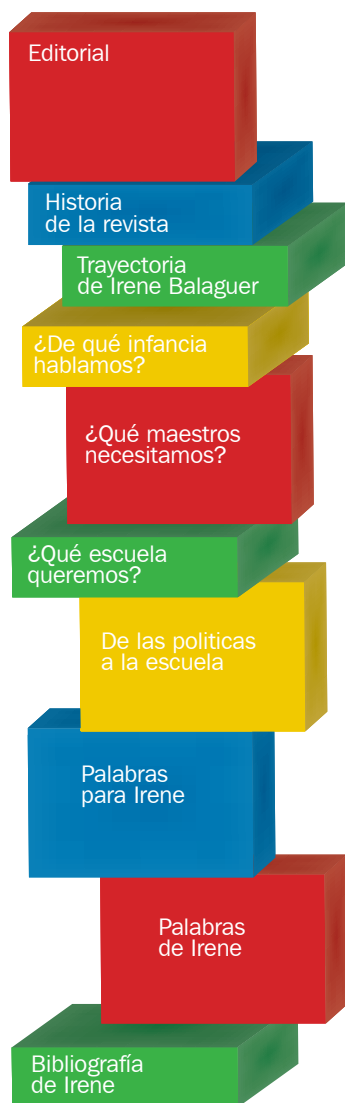 Editorial
Historia
de la revista
Trayectoria
de Irene Balaguer
¿De qué infancia
hablamos?
¿Qué maestros
necesitamos?
¿Qué escuela
queremos?
De las politicas
a la escuela
Palabras
para Irene
Palabras
de Irene
Bibliografía
de Irene